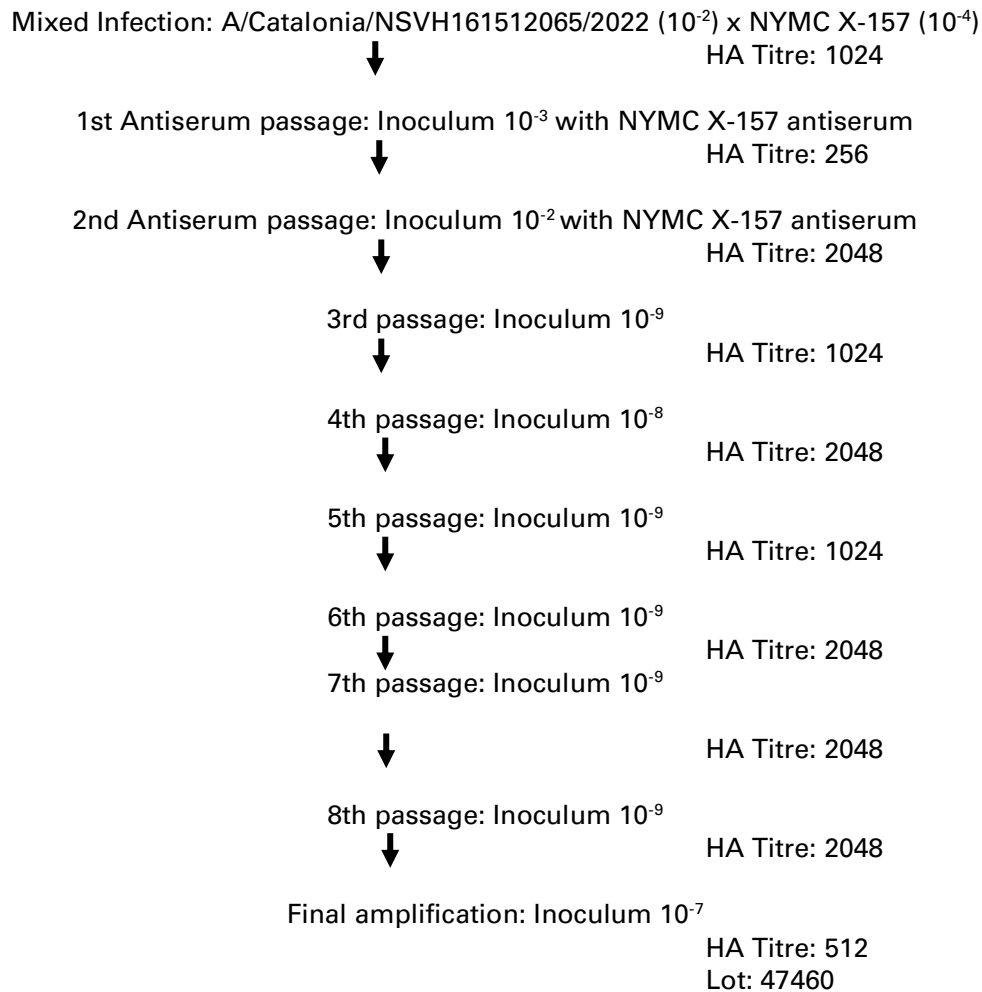 Mixed Infection: A/Catalonia/NSVH161512065/2022 (10⁻²) x NYMC X-157 (10⁻⁴)
HA Titre: 1024
1st Antiserum passage: Inoculum 10⁻³ with NYMC X-157 antiserum
HA Titre: 256
2nd Antiserum passage: Inoculum 10⁻² with NYMC X-157 antiserum
HA Titre: 2048
3rd passage: Inoculum 10⁻⁹
HA Titre: 1024
4th passage: Inoculum 10⁻⁸
HA Titre: 2048
5th passage: Inoculum 10⁻⁹
HA Titre: 1024
6th passage: Inoculum 10⁻⁹
HA Titre: 2048
7th passage: Inoculum 10⁻⁹
HA Titre: 2048
8th passage: Inoculum 10⁻⁹
HA Titre: 2048
Final amplification: Inoculum 10⁻⁷
HA Titre: 512
Lot: 47460